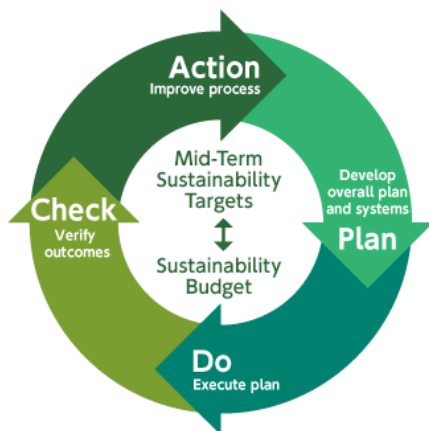 Action
Improve process
Develop
overall plan
and systems
Plan
Do
Execute plan
Check
Verify
outcomes
Mid-Term
Sustainability
Targets
Sustainability
Budget